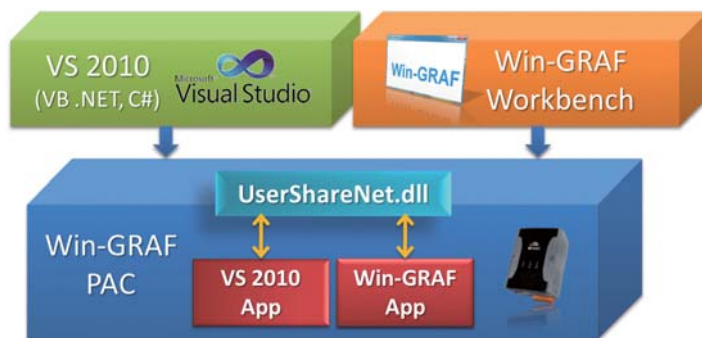 VS 2010
(VB .NET, C#)
Microsoft
Visual Studio
Win-GRAF
Win-GRAF
Workbench
UserShareNet.dll
Win-GRAF
PAC
VS 2010
App
Win-GRAF
App